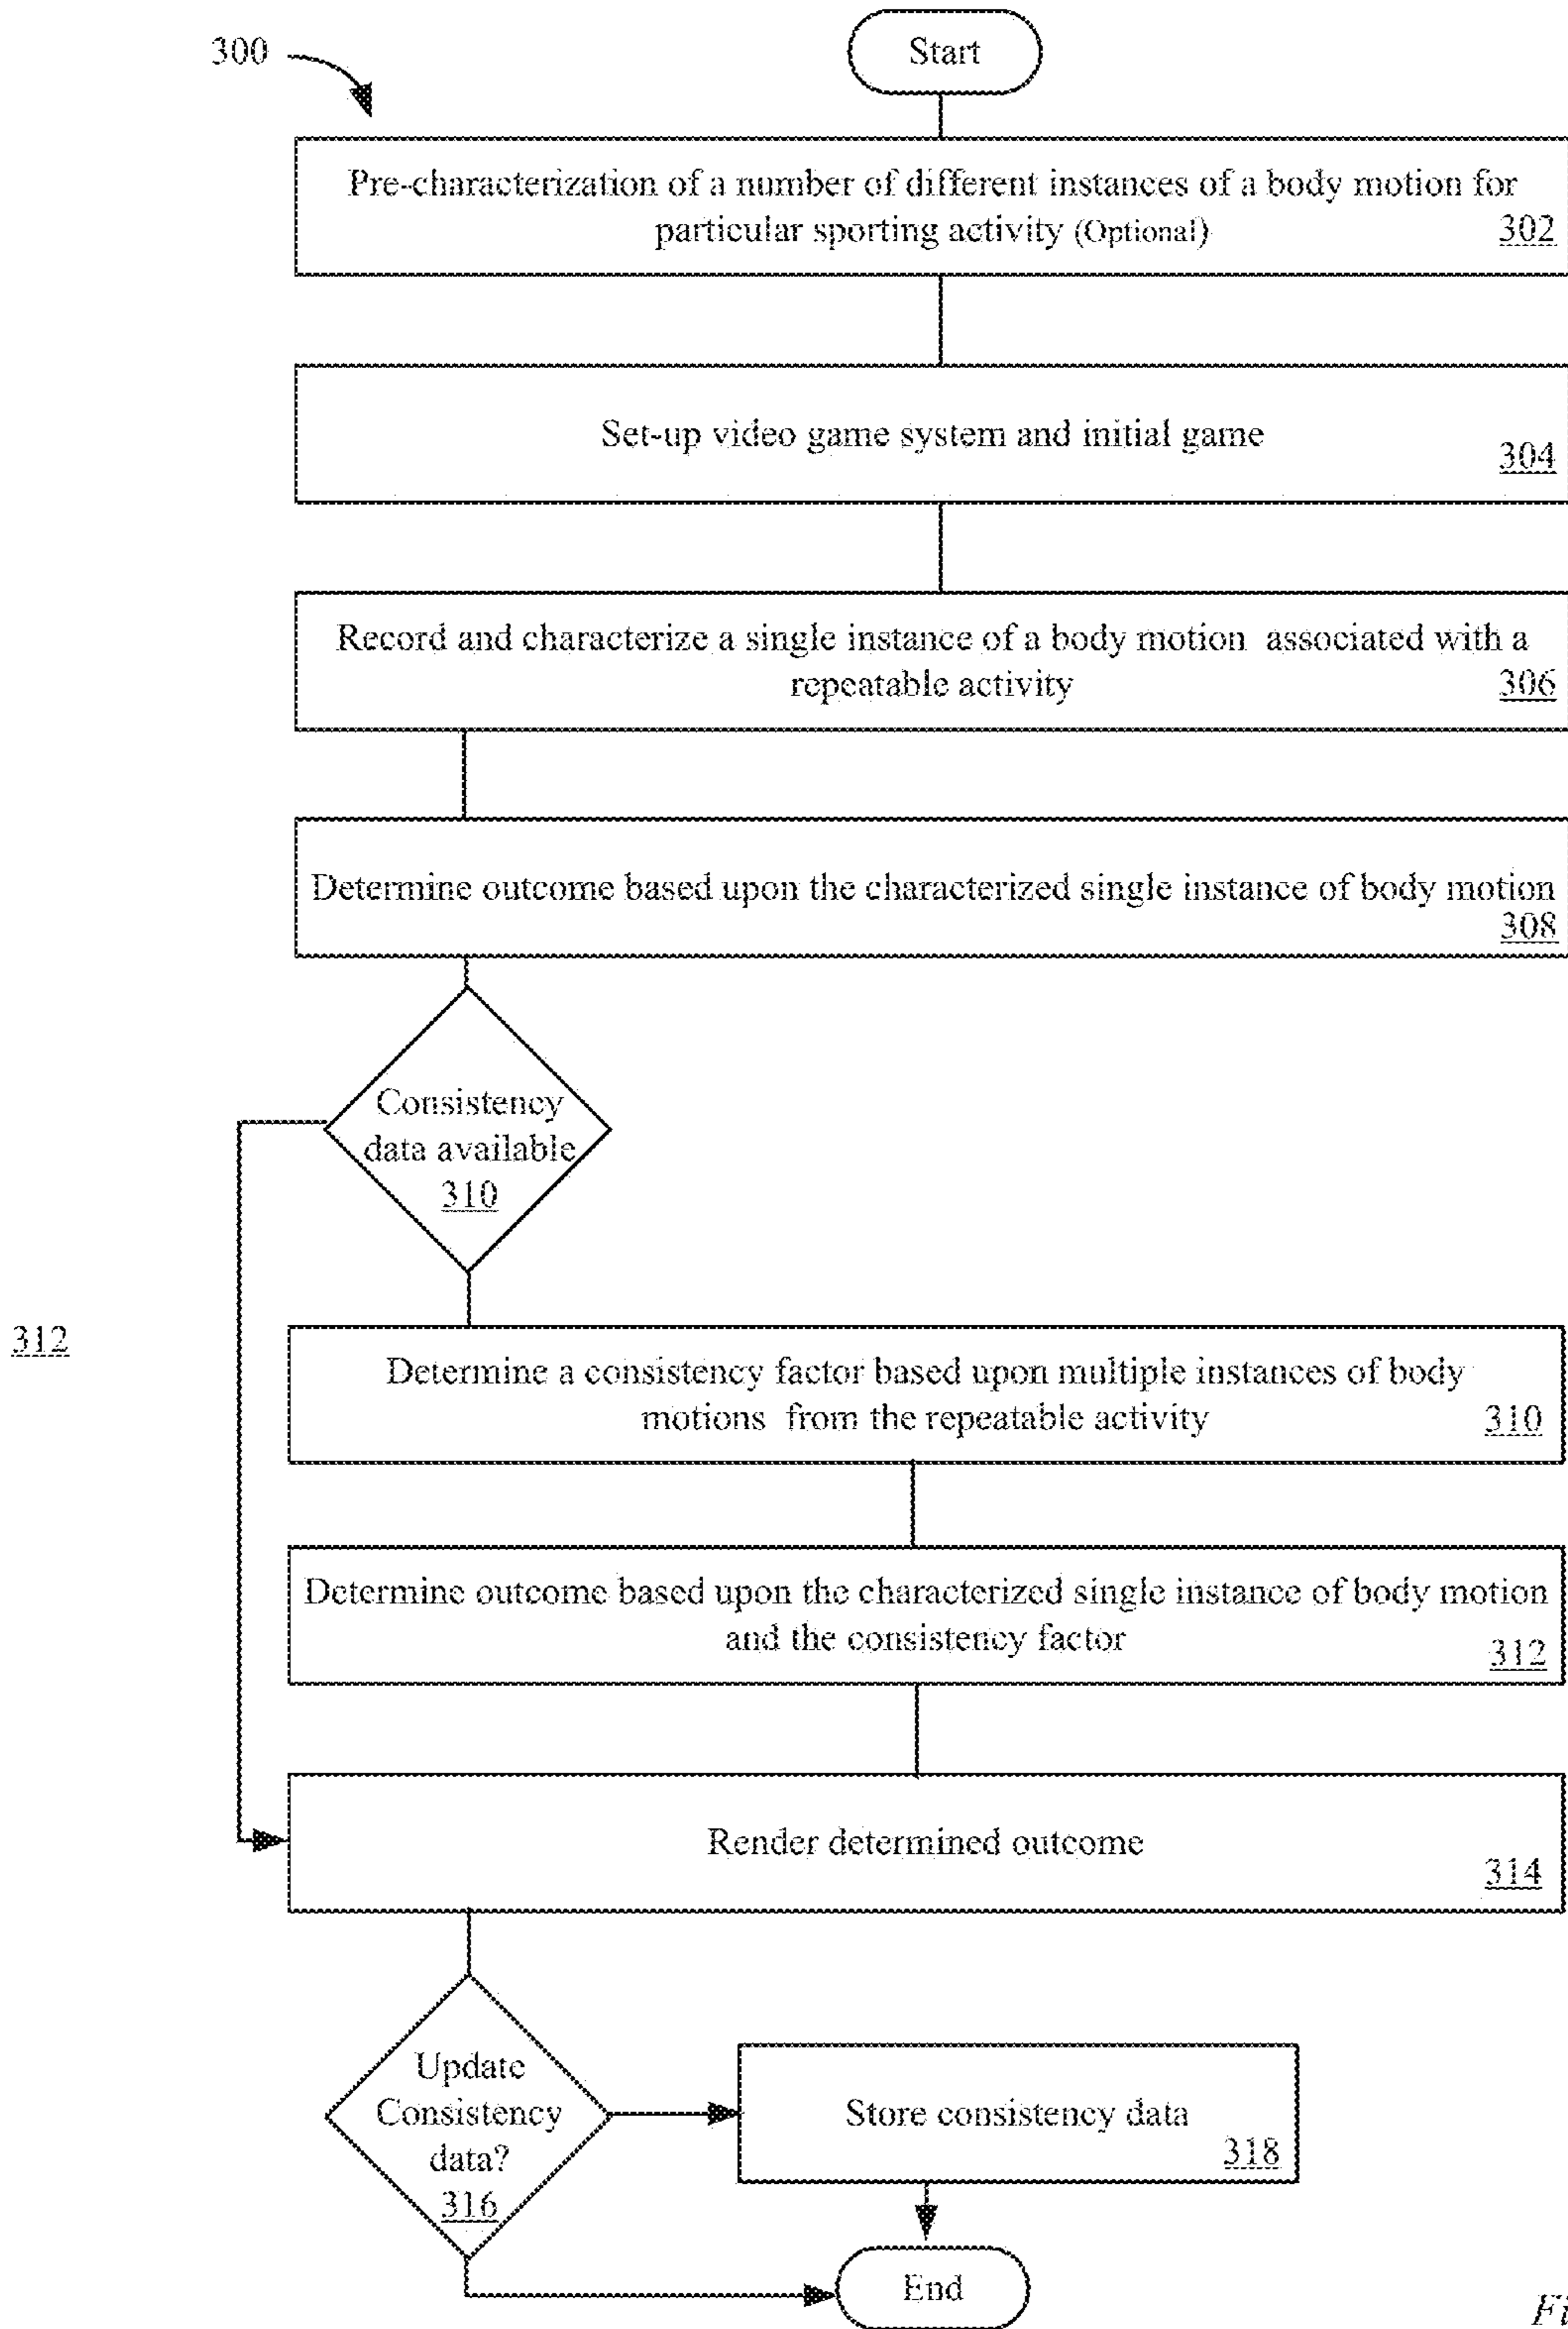 300
Start
Pre-characterization of a number of different instances of a body motion for
particular sporting activity (Optional)
302
Set-up video game system and initial game
304
Record and characterize a single instance of a body motion associated with a
repeatable activity
306
Determine outcome based upon the characterized single instance of body motion
308
Consistency
data available
310
312
Determine a consistency factor based upon multiple instances of body
motions from the repeatable activity
310
Determine outcome based upon the characterized single instance of body motion
and the consistency factor
312
Render determined outcome
314
Update
Consistency
data?
316
Store consistency data
318
End